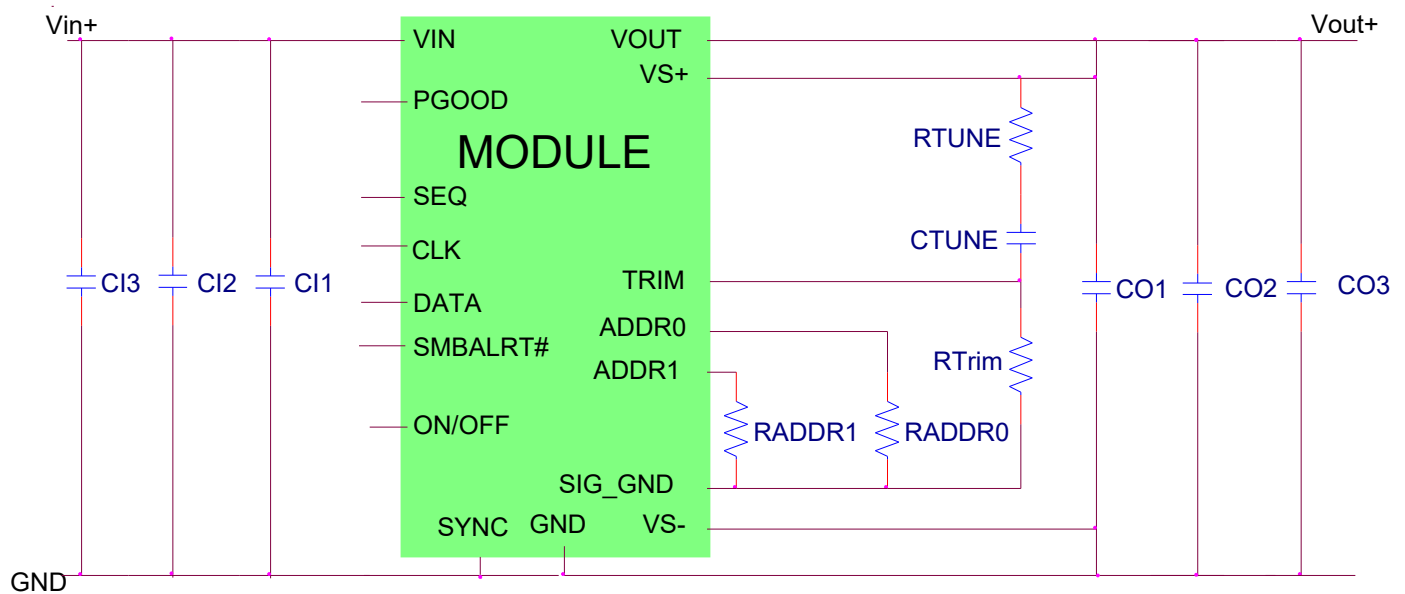 Vin+
Vout+
VIN
VOUT
VS+
PGOOD
MODULE
RTUNE
SEQ
CTUNE
CLK
TRIM
CI3
CI2
CI1
CO1
CO2
CO3
DATA
ADDR0
SMBALRT#
ADDR1
RTrim
ON/OFF
RADDR1
RADDR0
SIG_GND
SYNC
GND
VS-
GND